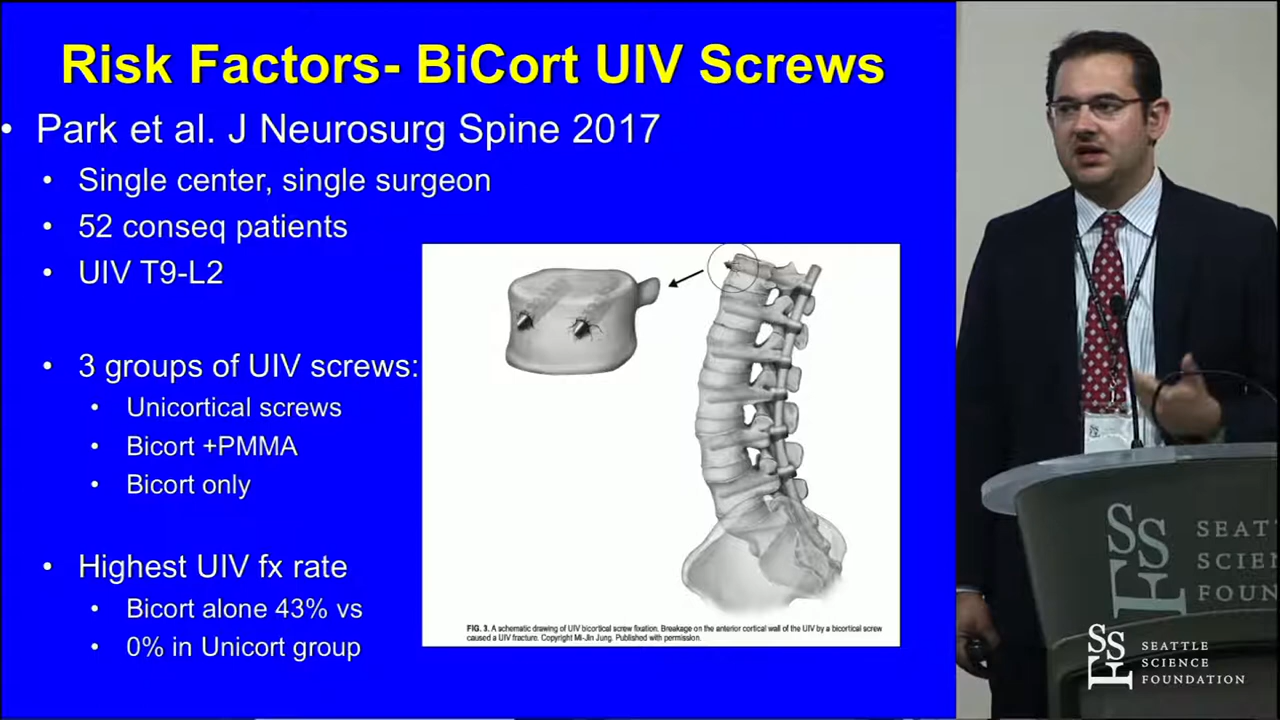 Risk Factors- BiCort UIV Screws
• Park et al. J Neurosurg Spine 2017
• Single center, single surgeon
• 52 conseq patients
• UIV T9-L2
• 3 groups of UIV screws:
• Unicortical screws
• Bicort +PMMA
• Bicort only
• Highest UIV fx rate
• Bicort alone 43% vs
• 0% in Unicort group
FIG. 3. A schematic drawing of UIV bicortical screw fixation. Breakage on the anterior cortical wall of the UIV by a bicortical screw
caused a UIV fracture. Copyright Mi-Jin Jung. Published with permission.
SSF
SEAT
SCIEN
FOUN
SSF
SEATTLE
SCIENCE
FOUNDATION